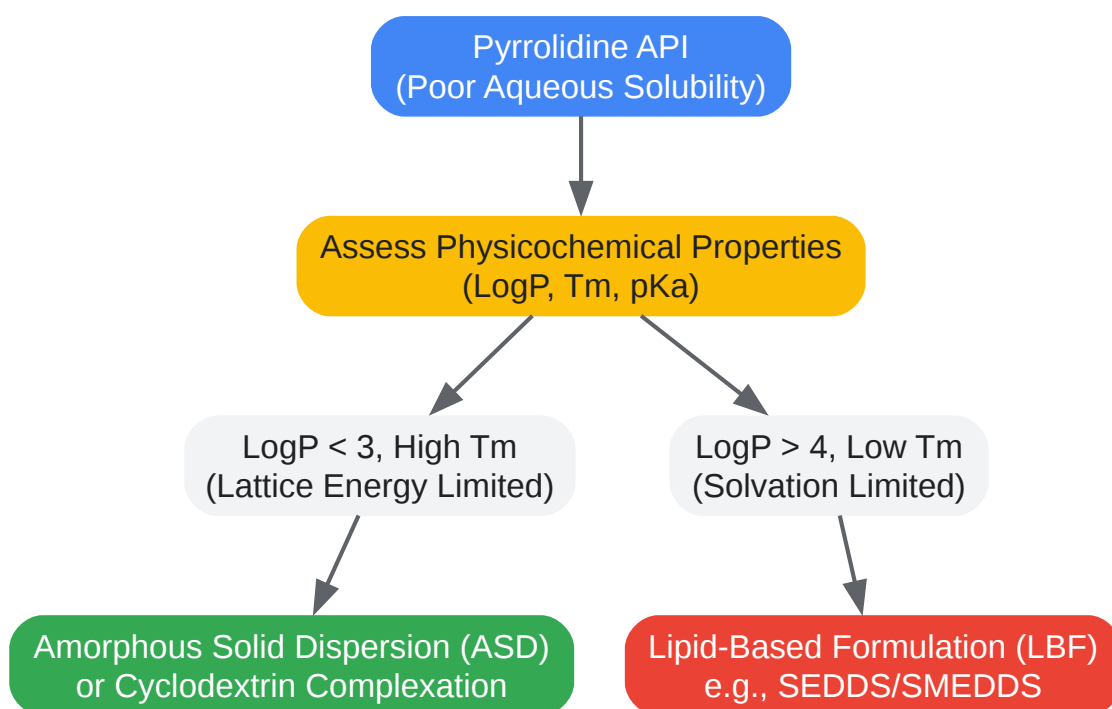 Pyrrolidine API
(Poor Aqueous Solubility)
Assess Physicochemical Properties
(LogP, Tm, pKa)
LogP < 3, High Tm
(Lattice Energy Limited)
LogP > 4, Low Tm
(Solvation Limited)
Amorphous Solid Dispersion (ASD)
or Cyclodextrin Complexation
Lipid-Based Formulation (LBF)
e.g., SEDDS/SMEDDS